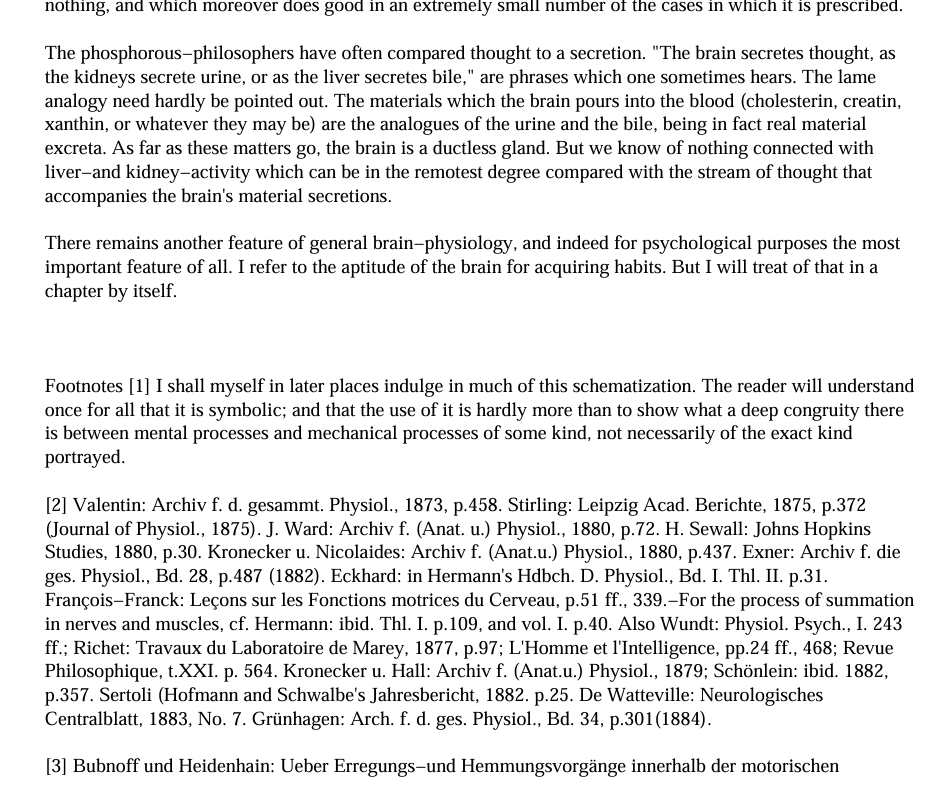 nothing, and which moreover does good in an extremely small number of the cases in which it is prescribed.
The phosphorous−philosophers have often compared thought to a secretion. "The brain secretes thought, as
the kidneys secrete urine, or as the liver secretes bile," are phrases which one sometimes hears. The lame
analogy need hardly be pointed out. The materials which the brain pours into the blood (cholesterin, creatin,
xanthin, or whatever they may be) are the analogues of the urine and the bile, being in fact real material
excreta. As far as these matters go, the brain is a ductless gland. But we know of nothing connected with
liver−and kidney−activity which can be in the remotest degree compared with the stream of thought that
accompanies the brain's material secretions.
There remains another feature of general brain−physiology, and indeed for psychological purposes the most
important feature of all. I refer to the aptitude of the brain for acquiring habits. But I will treat of that in a
chapter by itself.
Footnotes [1] I shall myself in later places indulge in much of this schematization. The reader will understand
once for all that it is symbolic; and that the use of it is hardly more than to show what a deep congruity there
is between mental processes and mechanical processes of some kind, not necessarily of the exact kind
portrayed.
[2] Valentin: Archiv f. d. gesammt. Physiol., 1873, p.458. Stirling: Leipzig Acad. Berichte, 1875, p.372
(Journal of Physiol., 1875). J. Ward: Archiv f. (Anat. u.) Physiol., 1880, p.72. H. Sewall: Johns Hopkins
Studies, 1880, p.30. Kronecker u. Nicolaides: Archiv f. (Anat.u.) Physiol., 1880, p.437. Exner: Archiv f. die
ges. Physiol., Bd. 28, p.487 (1882). Eckhard: in Hermann's Hdbch. D. Physiol., Bd. I. Thl. II. p.31.
François−Franck: Leçons sur les Fonctions motrices du Cerveau, p.51 ff., 339.−For the process of summation
in nerves and muscles, cf. Hermann: ibid. Thl. I. p.109, and vol. I. p.40. Also Wundt: Physiol. Psych., I. 243
ff.; Richet: Travaux du Laboratoire de Marey, 1877, p.97; L'Homme et l'Intelligence, pp.24 ff., 468; Revue
Philosophique, t.XXI. p. 564. Kronecker u. Hall: Archiv f. (Anat.u.) Physiol., 1879; Schönlein: ibid. 1882,
p.357. Sertoli (Hofmann and Schwalbe's Jahresbericht, 1882. p.25. De Watteville: Neurologisches
Centralblatt, 1883, No. 7. Grünhagen: Arch. f. d. ges. Physiol., Bd. 34, p.301(1884).
[3] Bubnoff und Heidenhain: Ueber Erregungs−und Hemmungsvorgänge innerhalb der motorischen